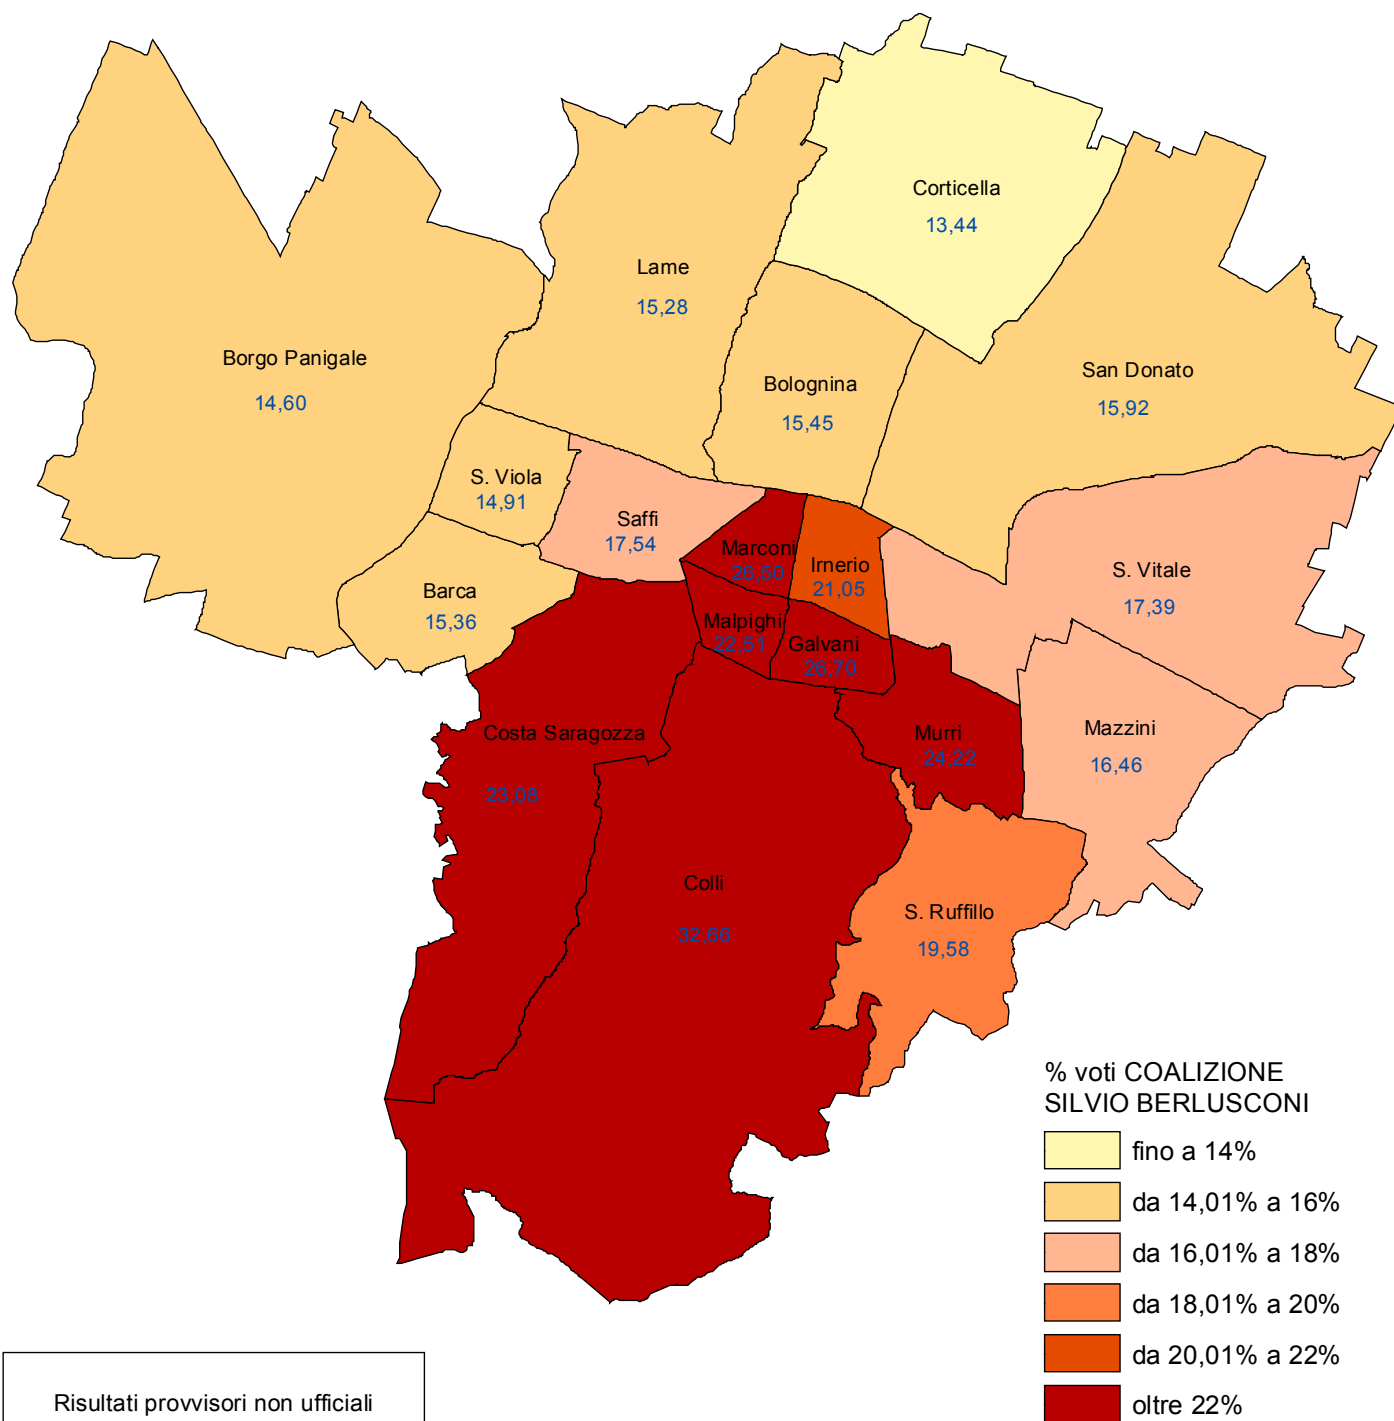 Corticella
13,44
Lame
15,28
Borgo Panigale
14,60
Bolognina
15,45
San Donato
15,92
S. Viola
14,91
Saffi
17,54
Marconi
26,50
Irnerio
21,05
S. Vitale
17,39
Barca
15,36
Malpighi
22,51
Galvani
26,70
Costa Saragozza
23,08
Murri
24,22
Mazzini
16,46
Colli
32,66
S. Ruffillo
19,58
% voti COALIZIONE
SILVIO BERLUSCONI
fino a 14%
da 14,01% a 16%
da 16,01% a 18%
da 18,01% a 20%
da 20,01% a 22%
oltre 22%
Risultati provvisori non ufficiali